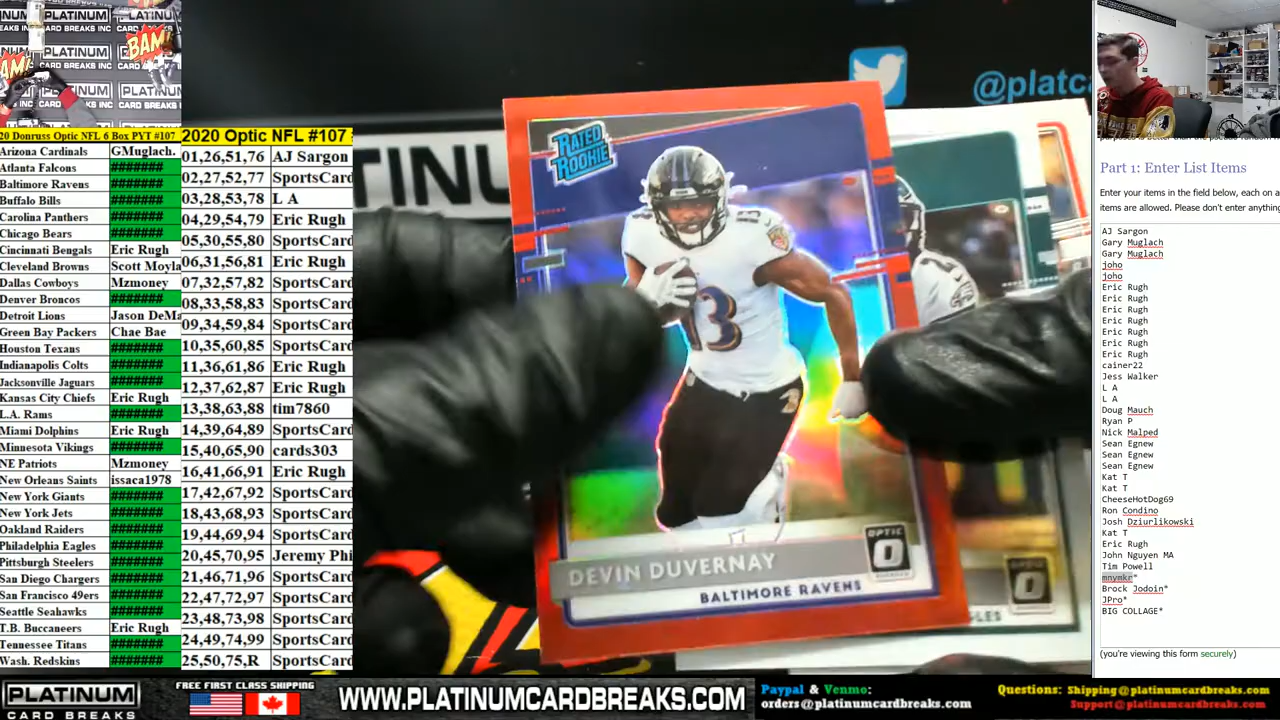 PLATINUM
CARD BREAKS INC
BAM!
20 Donruss Optic NFL 6 Box PYT #107
Arizona Cardinals GMuglach.
Atlanta Falcons #######
Baltimore Ravens #######
Buffalo Bills #######
Carolina Panthers #######
Chicago Bears #######
Cincinnati Bengals Eric Rugh
Cleveland Browns Scott Moyla
Dallas Cowboys Mzmoney
Denver Broncos #######
Detroit Lions Jason DeMa
Green Bay Packers Chae Bae
Houston Texans #######
Indianapolis Colts #######
Jacksonville Jaguars #######
Kansas City Chiefs Eric Rugh
L.A. Rams #######
Miami Dolphins Eric Rugh
Minnesota Vikings #######
NE Patriots Mzmoney
New Orleans Saints issaca1978
New York Giants #######
New York Jets #######
Oakland Raiders #######
Philadelphia Eagles #######
Pittsburgh Steelers #######
San Diego Chargers #######
San Francisco 49ers #######
Seattle Seahawks #######
T.B. Buccaneers Eric Rugh
Tennessee Titans #######
Wash. Redskins #######
2020 Optic NFL #107
01,26,51,76 AJ Sargon
02,27,52,77 SportsCard
03,28,53,78 L A
04,29,54,79 Eric Rugh
05,30,55,80 SportsCard
06,31,56,81 Eric Rugh
07,32,57,82 SportsCard
08,33,58,83 SportsCard
09,34,59,84 SportsCard
10,35,60,85 SportsCard
11,36,61,86 Eric Rugh
12,37,62,87 Eric Rugh
13,38,63,88 tim7860
14,39,64,89 SportsCard
15,40,65,90 cards303
16,41,66,91 Eric Rugh
17,42,67,92 SportsCard
18,43,68,93 SportsCard
19,44,69,94 SportsCard
20,45,70,95 Jeremy Phi
21,46,71,96 SportsCard
22,47,72,97 SportsCard
23,48,73,98 SportsCard
24,49,74,99 SportsCard
25,50,75,R SportsCard
@platca
RATED
ROOKIE
13
DEVIN DUVERNAY
BALTIMORE RAVENS
OPTIC
Part 1: Enter List Items
Enter your items in the field below, each on a
items are allowed. Please don't enter anything
AJ Sargon
Gary Muglach
Gary Muglach
joho
joho
Eric Rugh
Eric Rugh
Eric Rugh
Eric Rugh
Eric Rugh
Eric Rugh
Eric Rugh
cainer22
Jess Walker
L A
L A
Doug Mauch
Ryan P
Nick Malped
Sean Egnew
Sean Egnew
Sean Egnew
Kat T
Kat T
CheeseHotDog69
Ron Condino
Josh Dziurlikowski
Kat T
Eric Rugh
John Nguyen MA
Tim Powell
mnymkr*
Brock Jodoin*
JPro*
BIG COLLAGE*
(you're viewing this form securely)
PLATINUM
CARD BREAKS
FREE FIRST CLASS SHIPPING
WWW.PLATINUMCARDBREAKS.COM
Paypal & Venmo:
orders@platinumcardbreaks.com
Questions: Shipping@platinumcardbreaks.com
Support@platinumcardbreaks.com